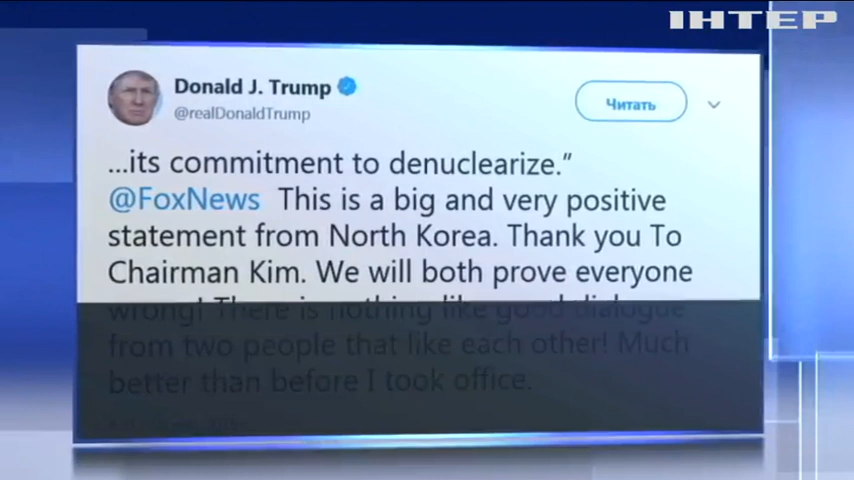 ІНТЕР
Donald J. Trump
@realDonaldTrump
Читать
...its commitment to denuclearize.”
@FoxNews This is a big and very positive
statement from North Korea. Thank you To
Chairman Kim. We will both prove everyone
wrong! There is nothing like good dialogue
from two people that like each other! Much
better than before I took office.